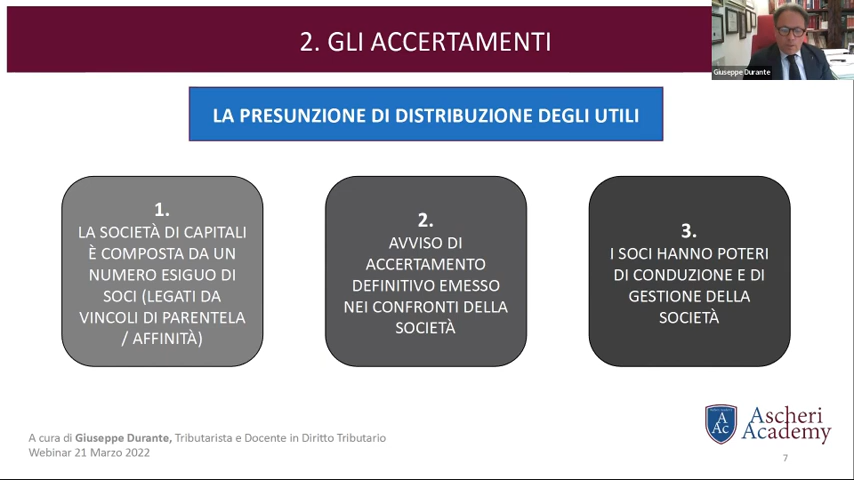 2. GLI ACCERTAMENTI
Giuseppe Durante
LA PRESUNZIONE DI DISTRIBUZIONE DEGLI UTILI
1.
LA SOCIETÀ DI CAPITALI
È COMPOSTA DA UN
NUMERO ESIGUO DI
SOCI (LEGATI DA
VINCOLI DI PARENTELA
/ AFFINITÀ)
2.
AVVISO DI
ACCERTAMENTO
DEFINITIVO EMESSO
NEI CONFRONTI DELLA
SOCIETÀ
3.
I SOCI HANNO POTERI
DI CONDUZIONE E DI
GESTIONE DELLA
SOCIETÀ
A cura di Giuseppe Durante, Tributarista e Docente in Diritto Tributario
Webinar 21 Marzo 2022
A
Ac
Ascheri
Academy
7